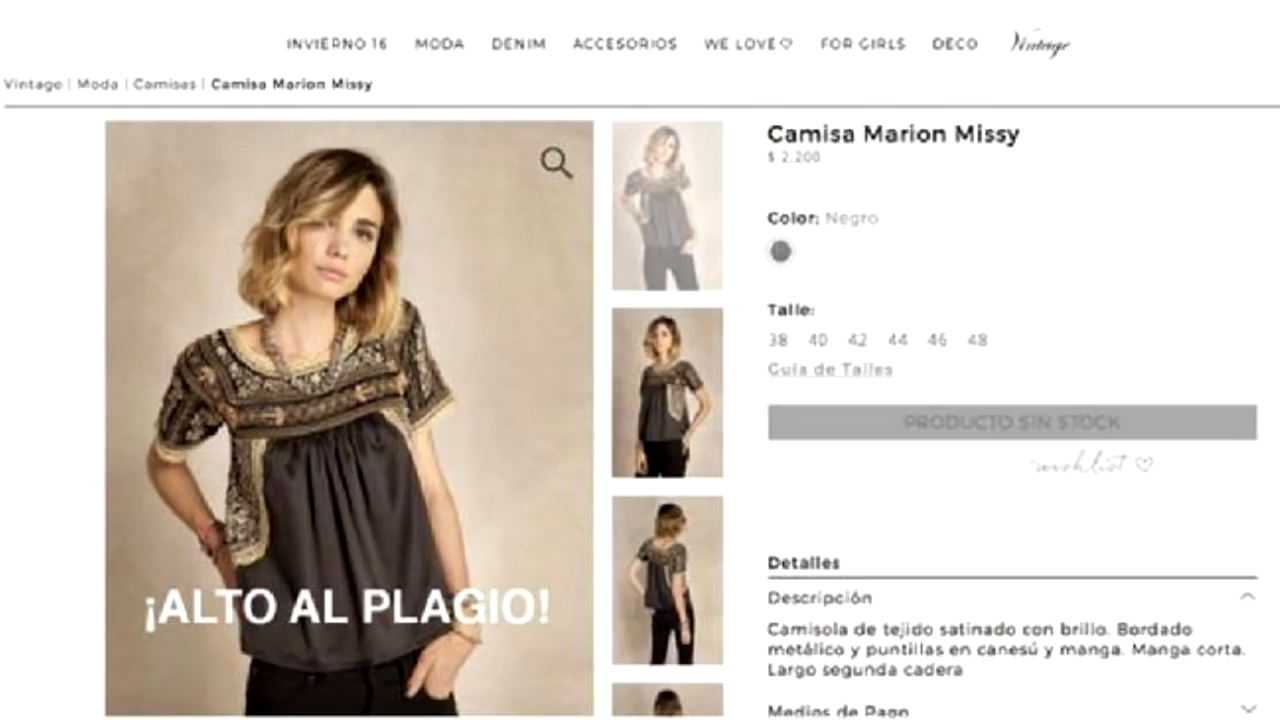 INVIERNO 16 MODA DENIM ACCESORIOS WE LOVE♡ FOR GIRLS DECO Vintage
Vintage | Moda | Camisas | Camisa Marion Missy
Camisa Marion Missy
$ 2.200
Color: Negro
Talle:
38 40 42 44 46 48
Guía de Talles
PRODUCTO SIN STOCK
wishlist ♡
¡ALTO AL PLAGIO!
Detalles
Descripción
Camisola de tejido satinado con brillo. Bordado
metálico y puntillas en canesú y manga. Manga corta.
Largo segunda cadera
Medios de Pago